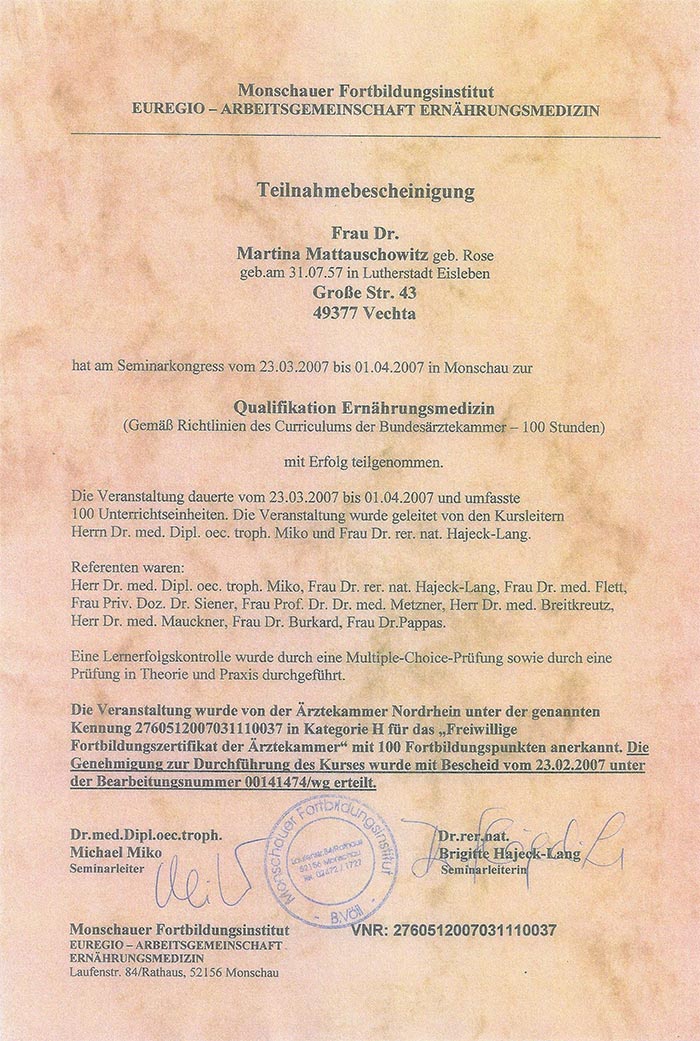 Monschauer Fortbildungsinstitut
EUREGIO – ARBEITSGEMEINSCHAFT ERNÄHRUNGSMEDIZIN
Teilnahmebescheinigung
Frau Dr.
Martina Mattauschowitz geb. Rose
geb.am 31.07.57 in Lutherstadt Eisleben
Große Str. 43
49377 Vechta
hat am Seminarkongress vom 23.03.2007 bis 01.04.2007 in Monschau zur
Qualifikation Ernährungsmedizin
(Gemäß Richtlinien des Curriculums der Bundesärztekammer – 100 Stunden)
mit Erfolg teilgenommen.
Die Veranstaltung dauerte vom 23.03.2007 bis 01.04.2007 und umfasste
100 Unterrichtseinheiten. Die Veranstaltung wurde geleitet von den Kursleitern
Herrn Dr. med. Dipl. oec. troph. Miko und Frau Dr. rer. nat. Hajeck-Lang.
Referenten waren:
Herr Dr. med. Dipl. oec. troph. Miko, Frau Dr. rer. nat. Hajeck-Lang, Frau Dr. med. Flett,
Frau Priv. Doz. Dr. Siener, Frau Prof. Dr. Dr. med. Metzner, Herr Dr. med. Breitkreutz,
Herr Dr. med. Mauckner, Frau Dr. Burkard, Frau Dr.Pappas.
Eine Lernerfolgskontrolle wurde durch eine Multiple-Choice-Prüfung sowie durch eine
Prüfung in Theorie und Praxis durchgeführt.
Die Veranstaltung wurde von der Ärztekammer Nordrhein unter der genannten
Kennung 2760512007031110037 in Kategorie H für das „Freiwillige
Fortbildungszertifikat der Ärztekammer“ mit 100 Fortbildungspunkten anerkannt. Die
Genehmigung zur Durchführung des Kurses wurde mit Bescheid vom 23.02.2007 unter
der Bearbeitungsnummer 00141474/wg erteilt.
Dr.med.Dipl.oec.troph.
Michael Miko
Seminarleiter
Monschauer Fortbildungsinstitut
Laufenstr.84/Rathaus
52156 Monschau
Tel. 02472 / 1727
- B.Völl -
Dr.rer.nat.
Brigitte Hajeck-Lang
Seminarleiterin
Monschauer Fortbildungsinstitut
EUREGIO – ARBEITSGEMEINSCHAFT
ERNÄHRUNGSMEDIZIN
Laufenstr. 84/Rathaus, 52156 Monschau
VNR: 2760512007031110037